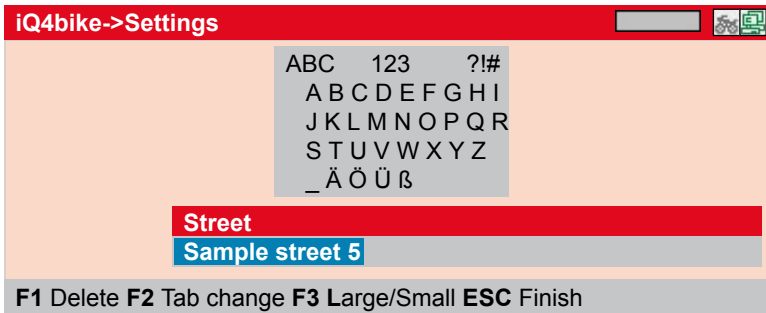 iQ4bike->Settings
ABC 123 ?!#
A B C D E F G H I
J K L M N O P Q R
S T U V W X Y Z
_ Ä Ö Ü ß
Street
Sample street 5
F1 Delete F2 Tab change F3 Large/Small ESC Finish